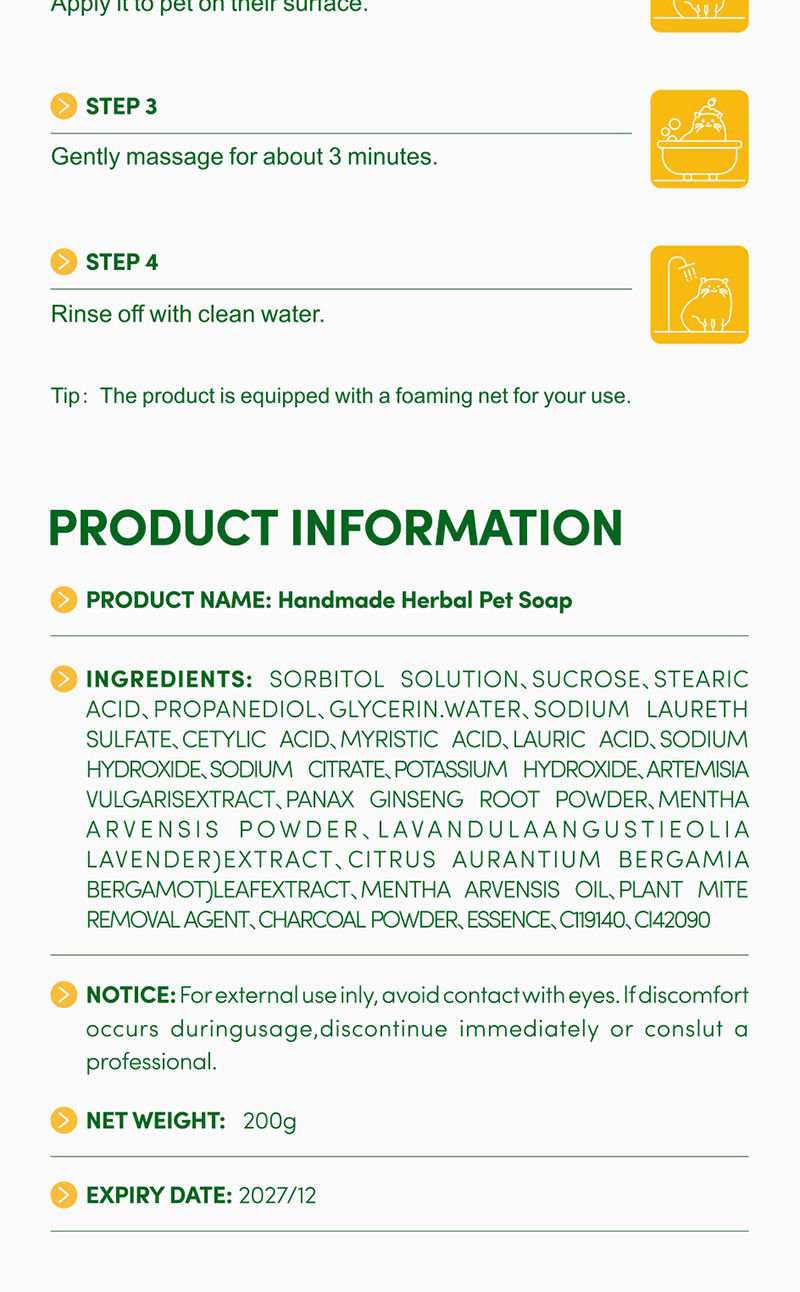 Apply it to pet on their surface.
STEP 3
Gently massage for about 3 minutes.
STEP 4
Rinse off with clean water.
Tip： The product is equipped with a foaming net for your use.
PRODUCT INFORMATION
PRODUCT NAME: Handmade Herbal Pet Soap
INGREDIENTS: SORBITOL SOLUTION、SUCROSE、STEARIC
ACID、PROPANEDIOL、GLYCERIN.WATER、SODIUM LAURETH
SULFATE、CETYLIC ACID、MYRISTIC ACID、LAURIC ACID、SODIUM
HYDROXIDE、SODIUM CITRATE、POTASSIUM HYDROXIDE、ARTEMISIA
VULGARISEXTRACT、PANAX GINSENG ROOT POWDER、MENTHA
ARVENSIS POWDER、LAVANDULAANGUSTIEOLIA
LAVENDER)EXTRACT、CITRUS AURANTIUM BERGAMIA
BERGAMOT)LEAFEXTRACT、MENTHA ARVENSIS OIL、PLANT MITE
REMOVAL AGENT、CHARCOAL POWDER、ESSENCE、C119140、CI42090
NOTICE: For external use inly, avoid contact with eyes. If discomfort
occurs duringusage,discontinue immediately or conslut a
professional.
NET WEIGHT: 200g
EXPIRY DATE: 2027/12